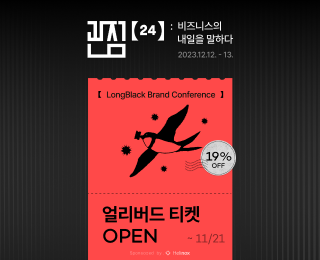 관점【24】:
비즈니스의
내일을 말하다
2023.12.12. - 13.
【 LongBlack Brand Conference 】
19%
OFF
얼리버드 티켓
OPEN
- 11/21